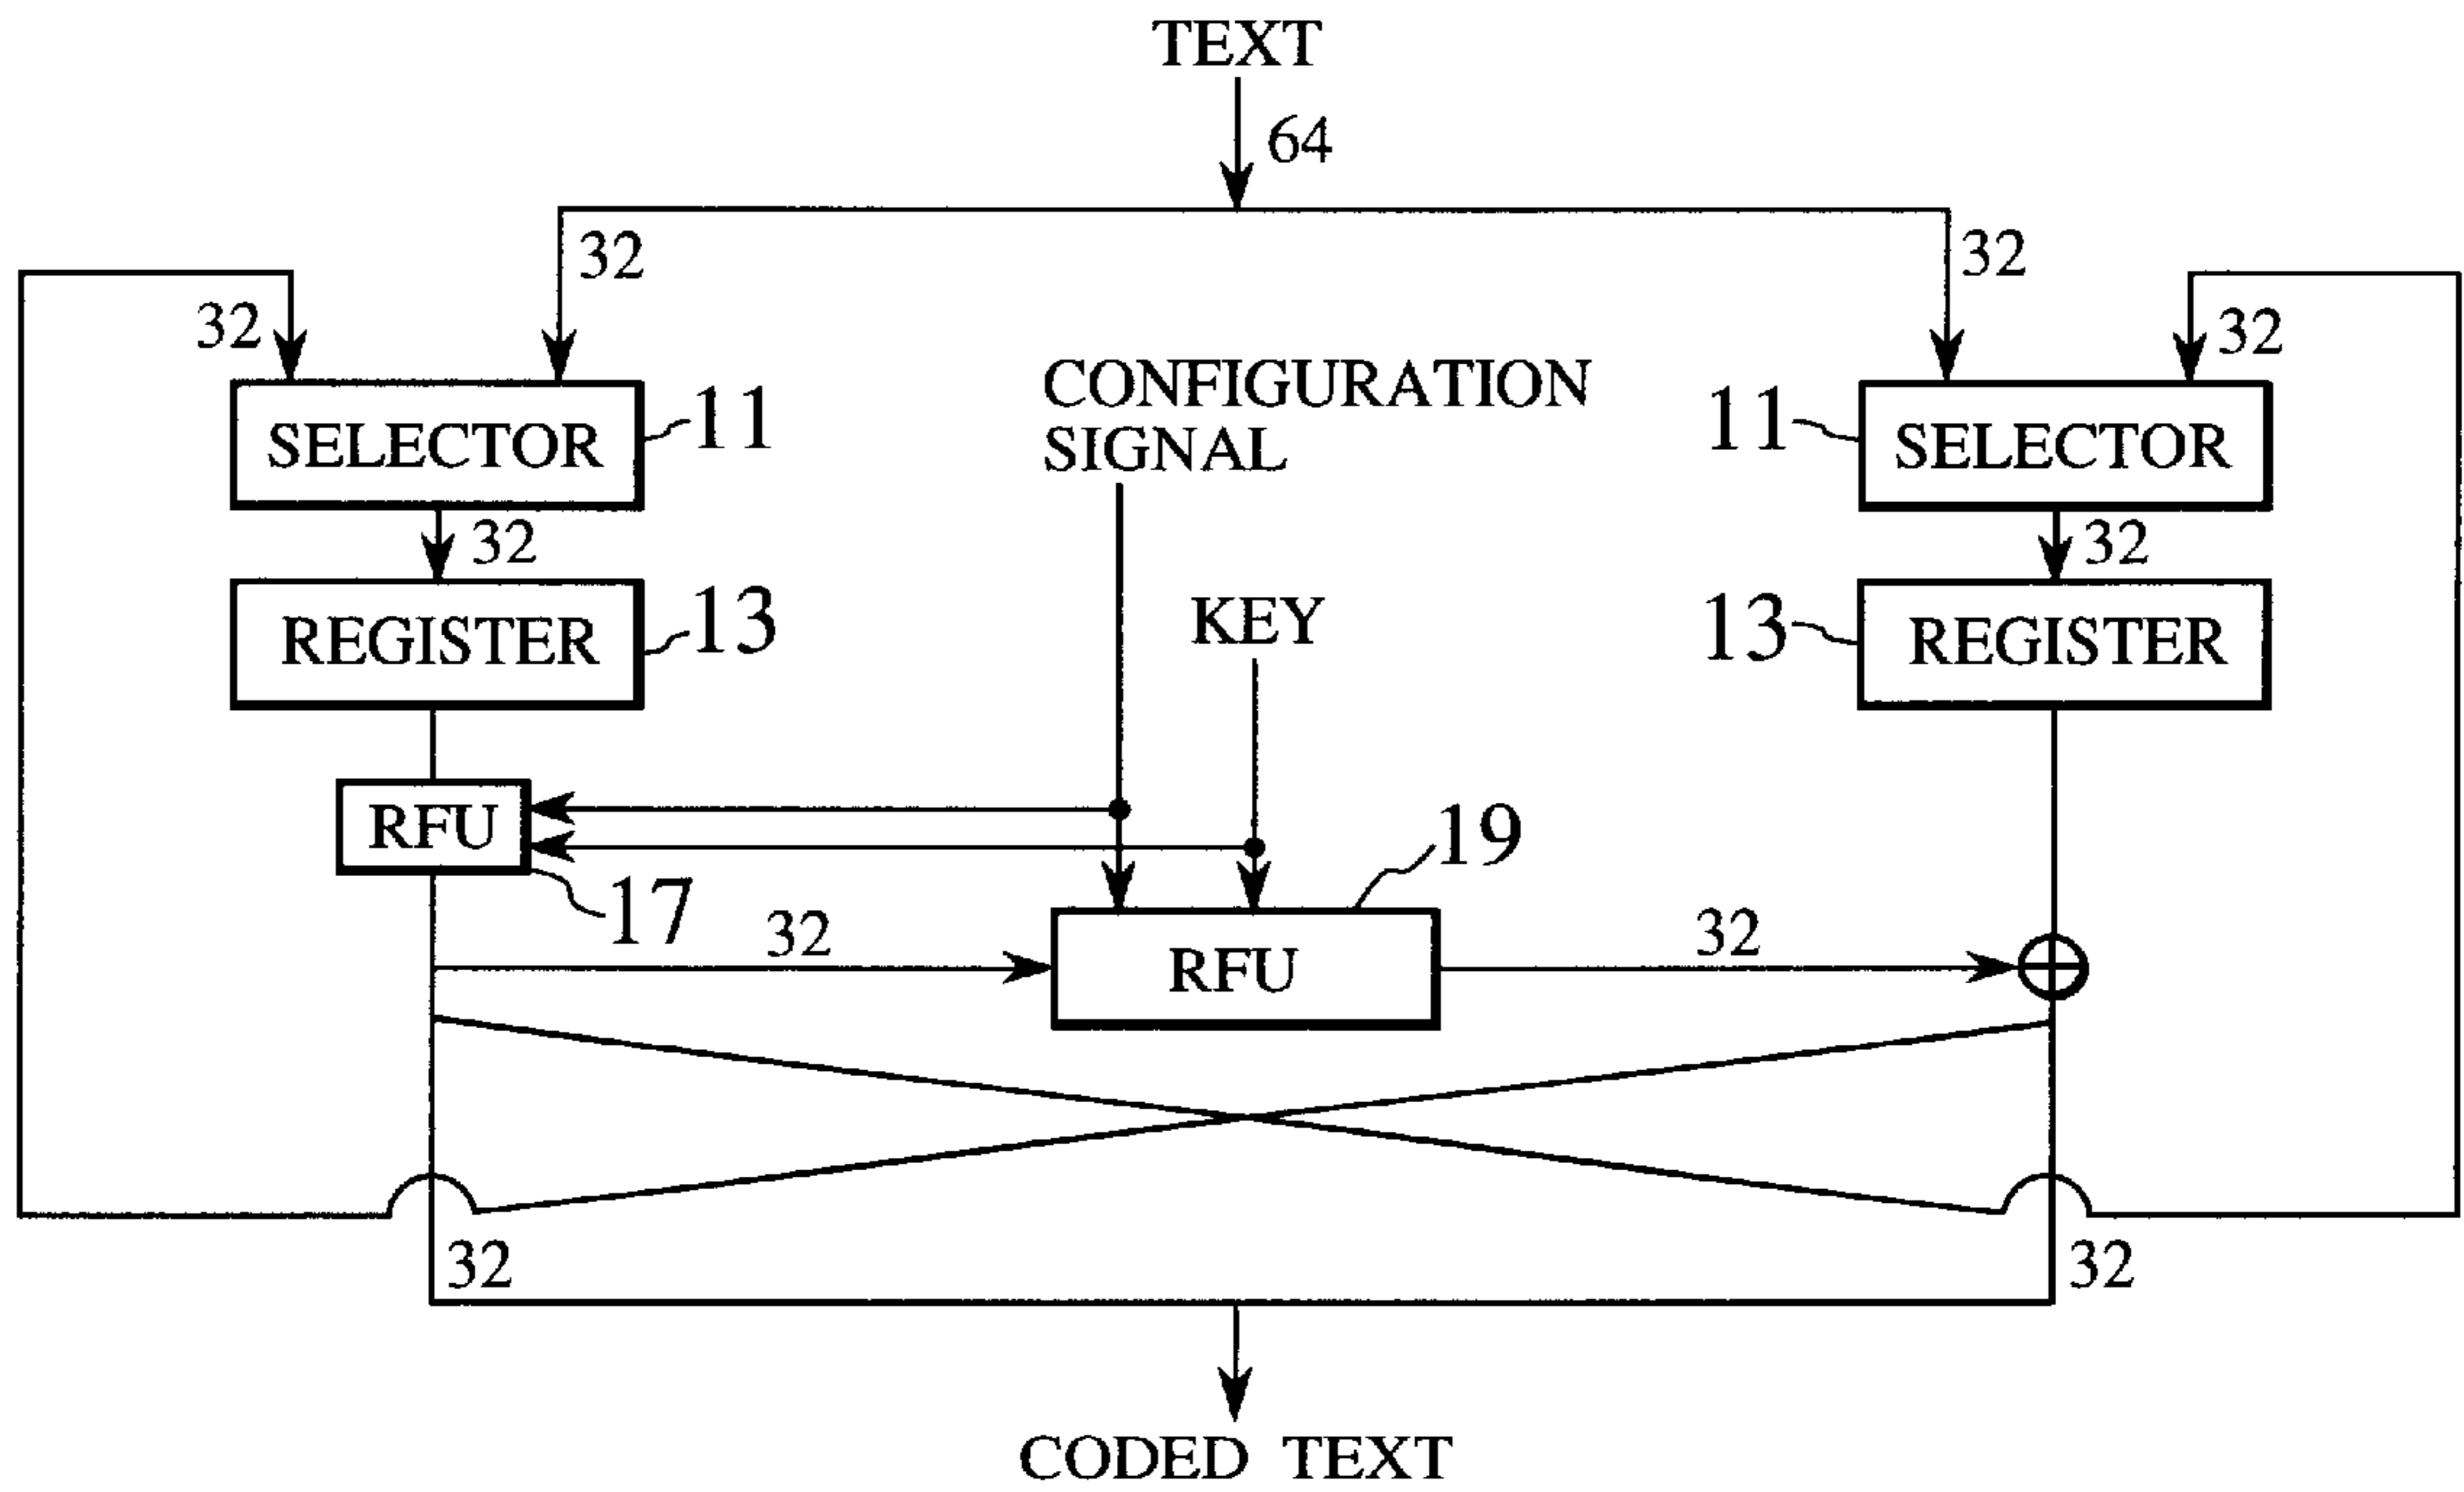 TEXT
64
32
32
32
32
CONFIGURATION
SIGNAL
SELECTOR
11
11
SELECTOR
32
32
REGISTER
13
KEY
13
REGISTER
RFU
17
19
32
RFU
32
32
32
CODED TEXT